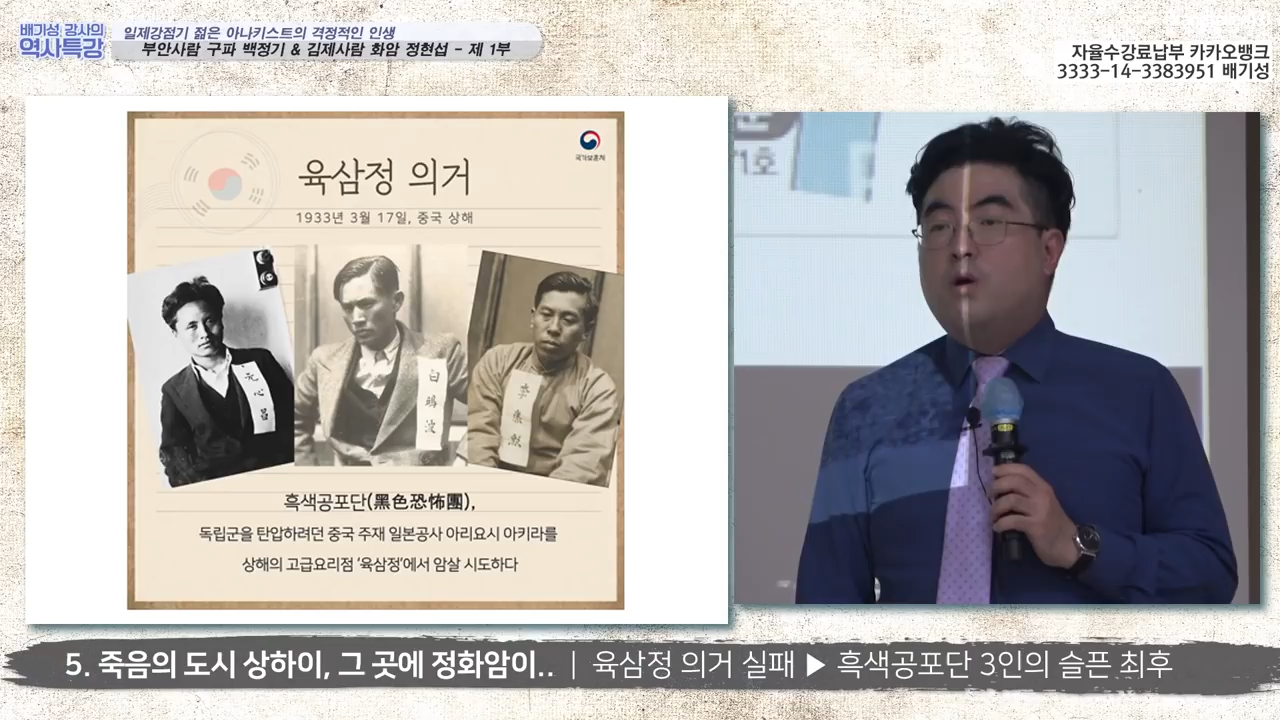 배기성 강사의
역사특강
일제강점기 젊은 아나키스트의 격정적인 인생
부안사람 구파 백정기 & 김제사람 화암 정현섭 - 제 1부
자율수강료납부 카카오뱅크
3333-14-3383951 배기성
국가보훈처
육삼정 의거
1933년 3월 17일, 중국 상해
元心昌
白鷗波
李康勳
흑색공포단(黑色恐怖團),
독립군을 탄압하려던 중국 주재 일본공사 아리요시 아키라를
상해의 고급요리점 '육삼정'에서 암살 시도하다
1호
5. 죽음의 도시 상하이, 그 곳에 정화암이.. | 육삼정 의거 실패 ▶ 흑색공포단 3인의 슬픈 최후